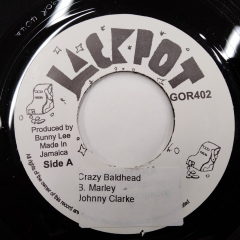 JACKPOT
GOR402
Produced by
Bunny Lee
Made In
Jamaica
Side A
Crazy Baldhead
B. Marley
Johnny Clarke